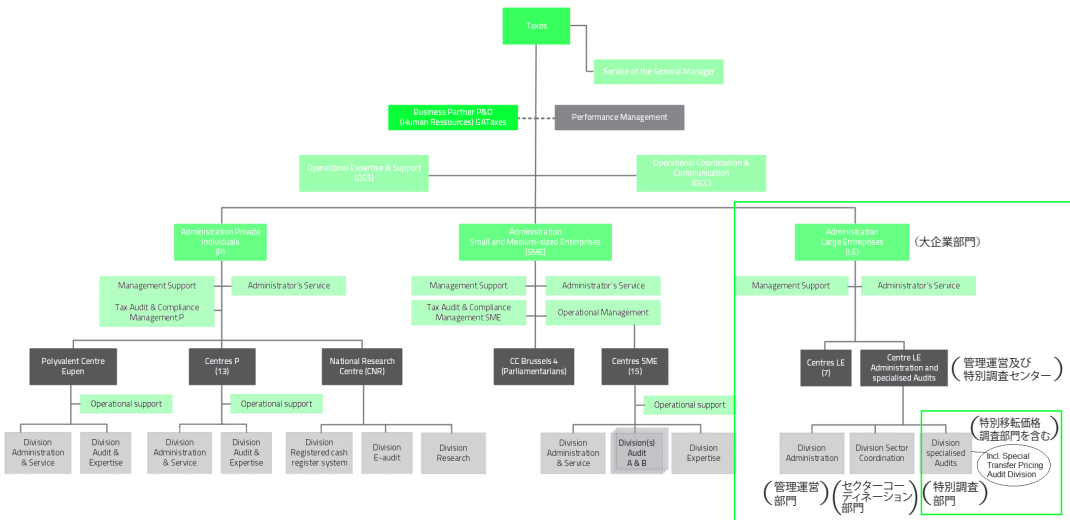 Taxes
Service of the General Manager
Business Partner P&O
(Human Ressources) GATaxes
Performance Management
Operational Expertise & Support
(OES)
Operational Coordination &
Communication
(OCC)
Administration Private
Individuals
(P)
Administration
Small and Medium-sized Enterprises
(SME)
Administration
Large Entreprises
(LE)
(大企業部門)
Management Support
Administrator's Service
Tax Audit & Compliance
Management P
Management Support
Administrator's Service
Tax Audit & Compliance
Management SME
Operational Management
Management Support
Administrator's Service
Polyvalent Centre
Eupen
Centres P
(13)
National Research
Centre (CNR)
CC Brussels 4
(Parliamentarians)
Centres SME
(15)
Centres LE
(7)
Centre LE
Administration and
specialised Audits
(管理運営及び
特別調査センター)
Operational support
Operational support
Operational support
Division
Administration
& Service
Division
Audit &
Expertise
Division
Administration
& Service
Division
Audit &
Expertise
Division
Registered cash
register system
Division
E-audit
Division
Research
Division
Administration
& Service
Division(s)
Audit
A & B
Division
Expertise
Division
Administration
Division Sector
Coordination
Division
specialised
Audits
(特別移転価格
調査部門を含む)
Incl. Special
Transfer Pricing
Audit Division
(管理運営
部門)
(セクターコー
ディネーション
部門)
(特別調査
部門)